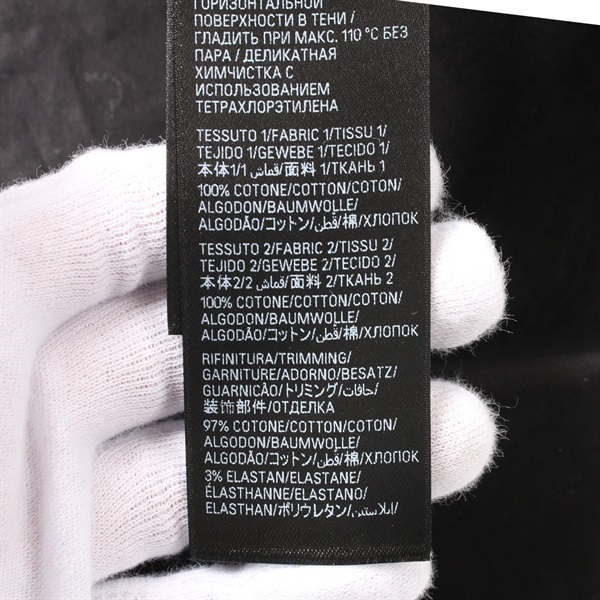 ГОРИЗОНТАЛЬНОЙ
ПОВЕРХНОСТИ В ТЕНИ /
ГЛАДИТЬ ПРИ МАКС. 110 °C БЕЗ
ПАРА / ДЕЛИКАТНАЯ
ХИМЧИСТКА С
ИСПОЛЬЗОВАНИЕМ
ТЕТРАХЛОРЭТИЛЕНА
TESSUTO 1/FABRIC 1/TISSU 1/
TEJIDO 1/GEWEBE 1/TECIDO 1/
本体1/قماش 1/面料 1/ТКАНЬ 1
100% COTONE/COTTON/COTON/
ALGODON/BAUMWOLLE/
ALGODÃO/コットン/قطن/棉/ХЛОПОК
TESSUTO 2/FABRIC 2/TISSU 2/
TEJIDO 2/GEWEBE 2/TECIDO 2/
本体2/قماش 2/面料 2/ТКАНЬ 2
100% COTONE/COTTON/COTON/
ALGODON/BAUMWOLLE/
ALGODÃO/コットン/قطن/棉/ХЛОПОК
RIFINITURA/TRIMMING/
GARNITURE/ADORNO/BESATZ/
GUARNICÃO/トリミング/حافات/
装饰部件/ОТДЕЛКА
97% COTONE/COTTON/COTON/
ALGODON/BAUMWOLLE/
ALGODÃO/コットン/قطن/棉/ХЛОПОК
3% ELASTAN/ELASTANE/
ÉLASTHANNE/ELASTANO/
ELASTHAN/ポリウレタン/إيلاستين/